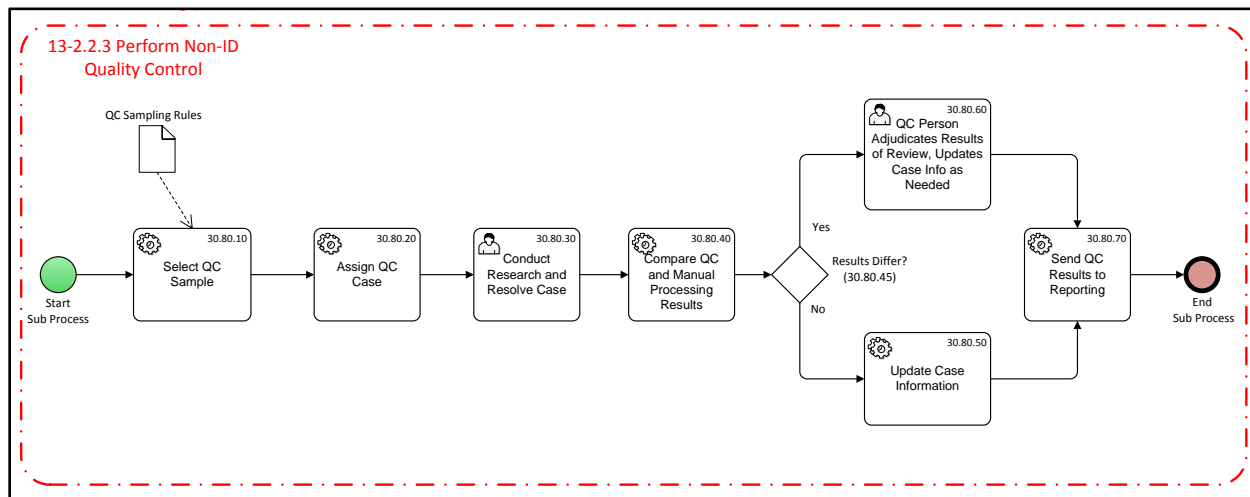 13-2.2.3 Perform Non-ID
Quality Control
QC Sampling Rules
Start
Sub Process
30.80.10
Select QC
Sample
30.80.20
Assign QC
Case
30.80.30
Conduct
Research and
Resolve Case
30.80.40
Compare QC
and Manual
Processing
Results
Yes
Results Differ?
(30.80.45)
No
30.80.60
QC Person
Adjudicates Results
of Review, Updates
Case Info as
Needed
30.80.50
Update Case
Information
30.80.70
Send QC
Results to
Reporting
End
Sub Process